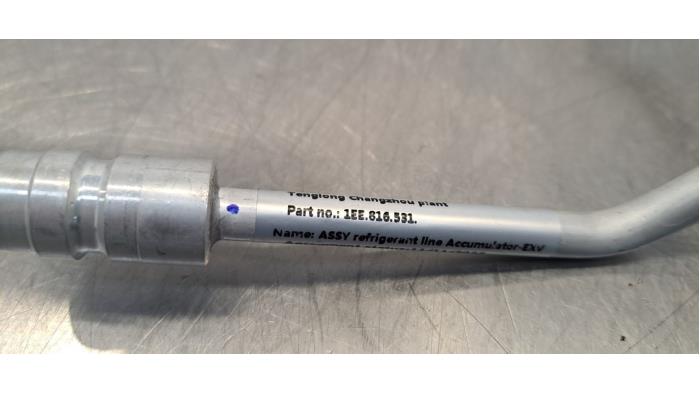 Tenglong Changzhou plant
Part no.: 1EE.816.531.
Name: ASSY refrigerant line Accumulator-EXV